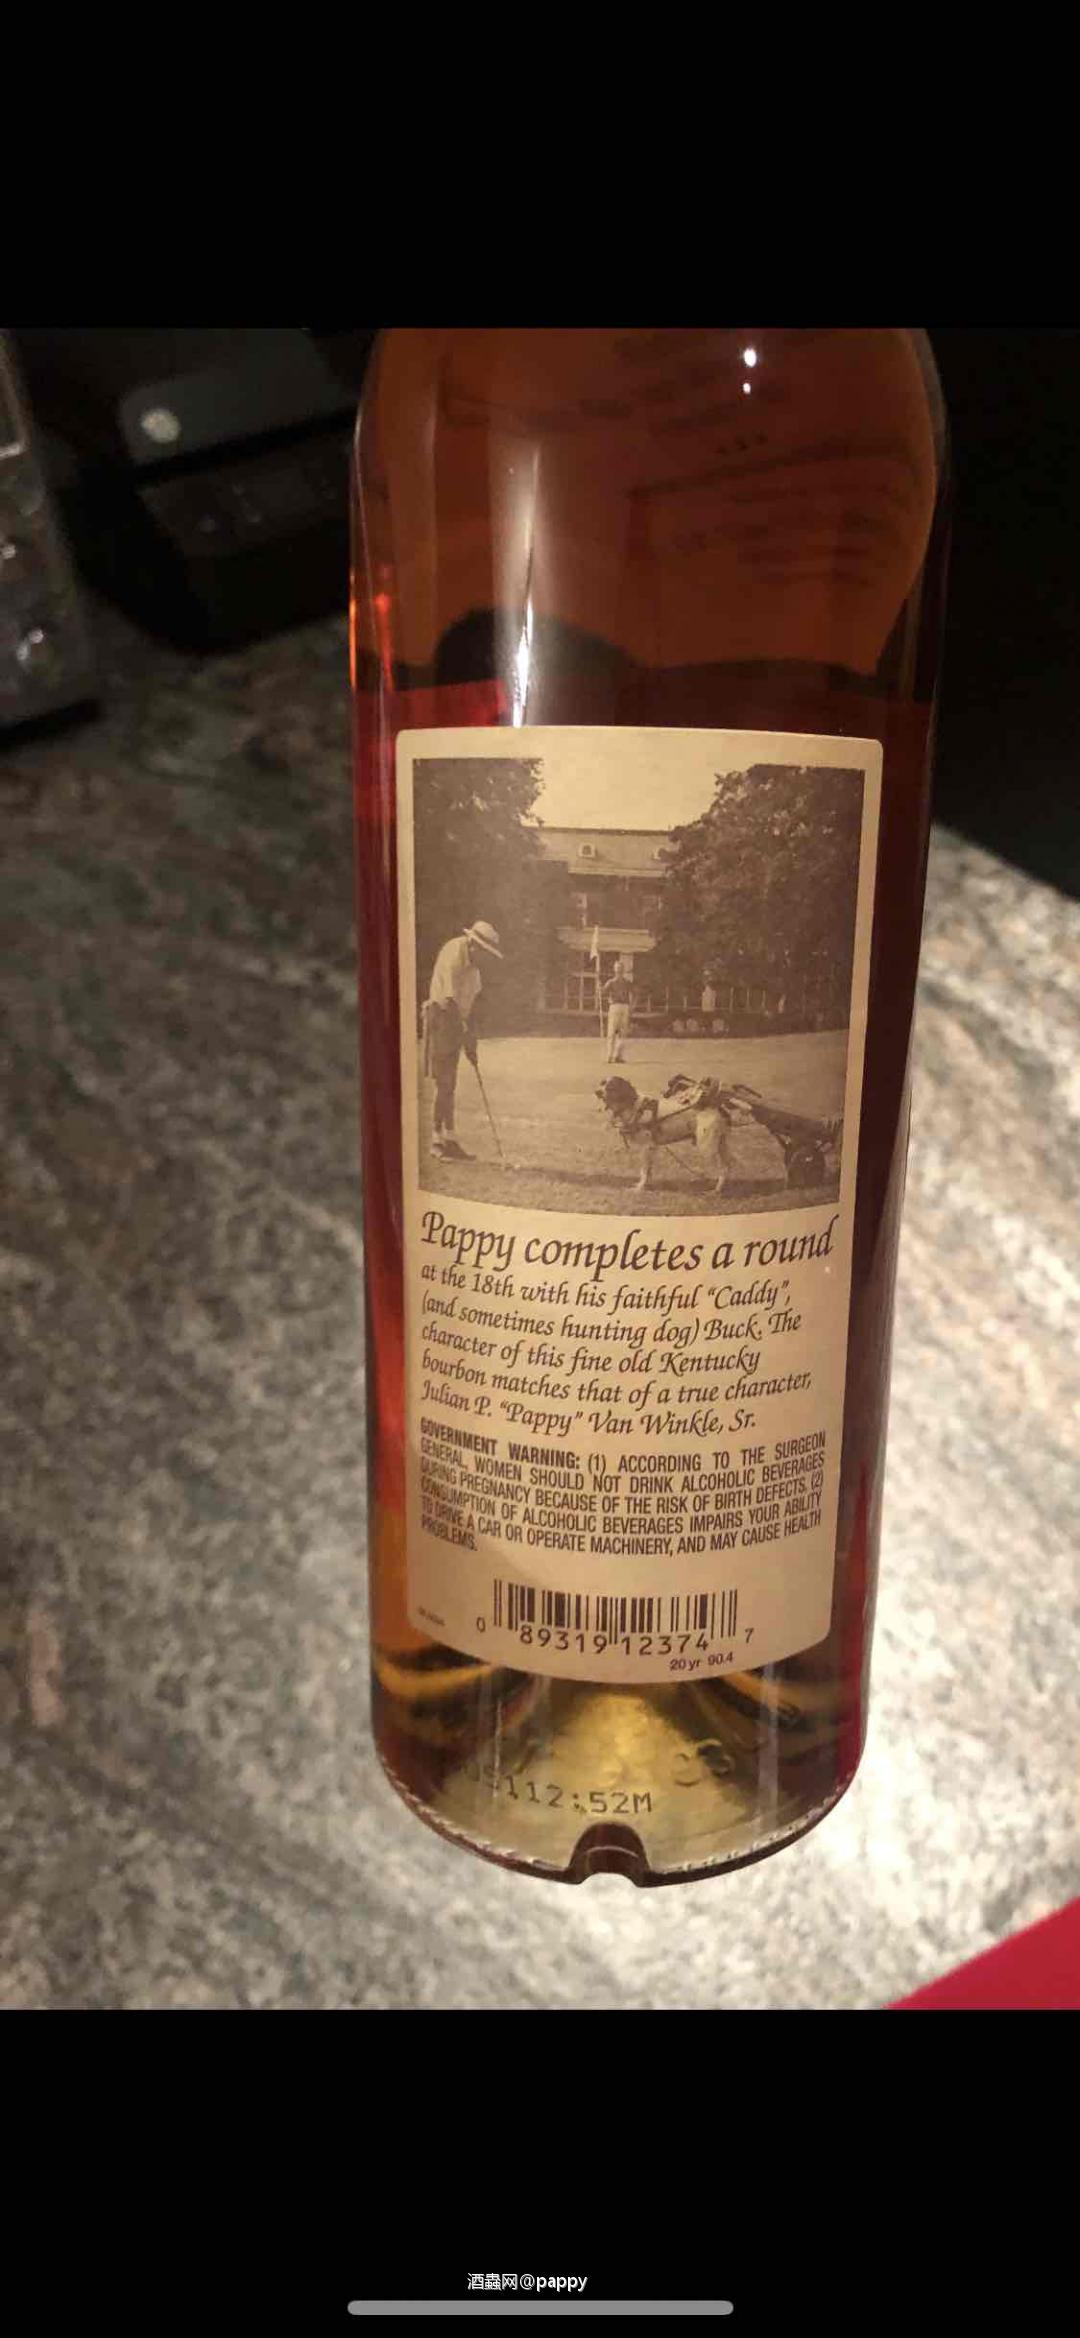 Pappy completes a round
at the 18th with his faithful “Caddy”,
(and sometimes hunting dog) Buck. The
character of this fine old Kentucky
bourbon matches that of a true character,
Julian P. “Pappy” Van Winkle, Sr.
GOVERNMENT WARNING: (1) ACCORDING TO THE SURGEON
GENERAL, WOMEN SHOULD NOT DRINK ALCOHOLIC BEVERAGES
DURING PREGNANCY BECAUSE OF THE RISK OF BIRTH DEFECTS. (2)
CONSUMPTION OF ALCOHOLIC BEVERAGES IMPAIRS YOUR ABILITY
TO DRIVE A CAR OR OPERATE MACHINERY, AND MAY CAUSE HEALTH
PROBLEMS.
0 89319 12374 7
20 yr 90.4
112:52M
酒蟲网@pappy